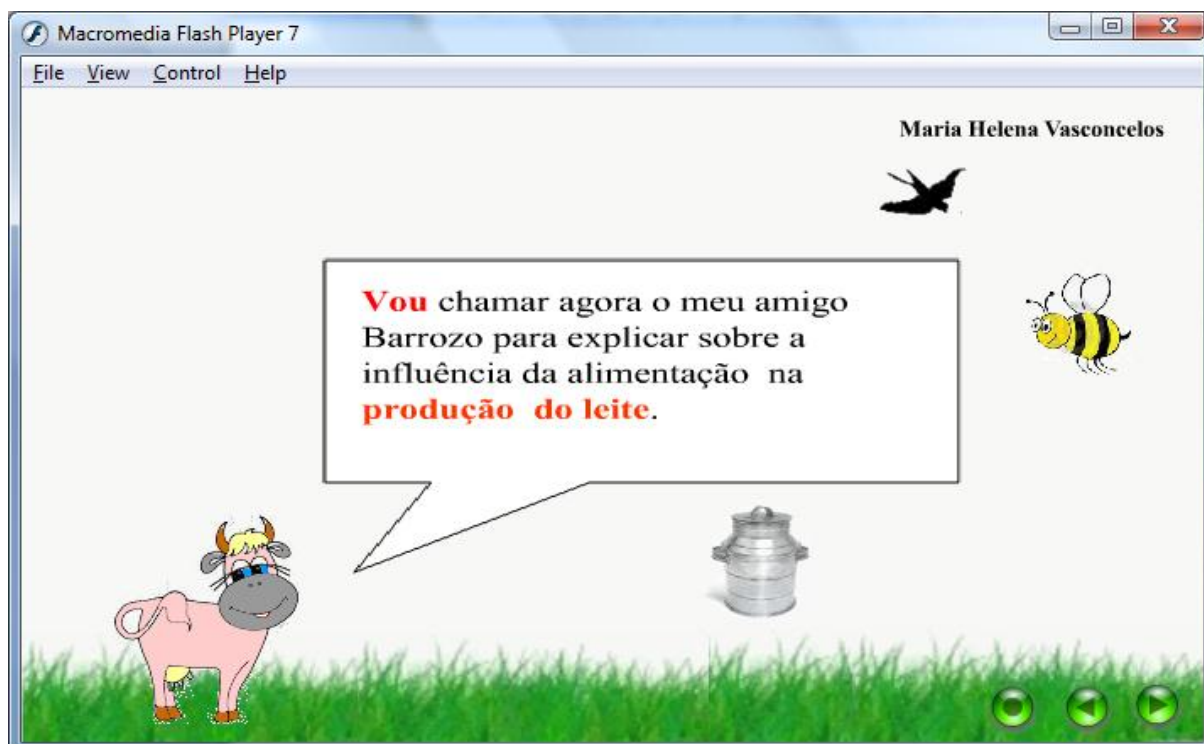 Macromedia Flash Player 7
File View Control Help
Maria Helena Vasconcelos
Vou chamar agora o meu amigo
Barrozo para explicar sobre a
influência da alimentação na
produção do leite.